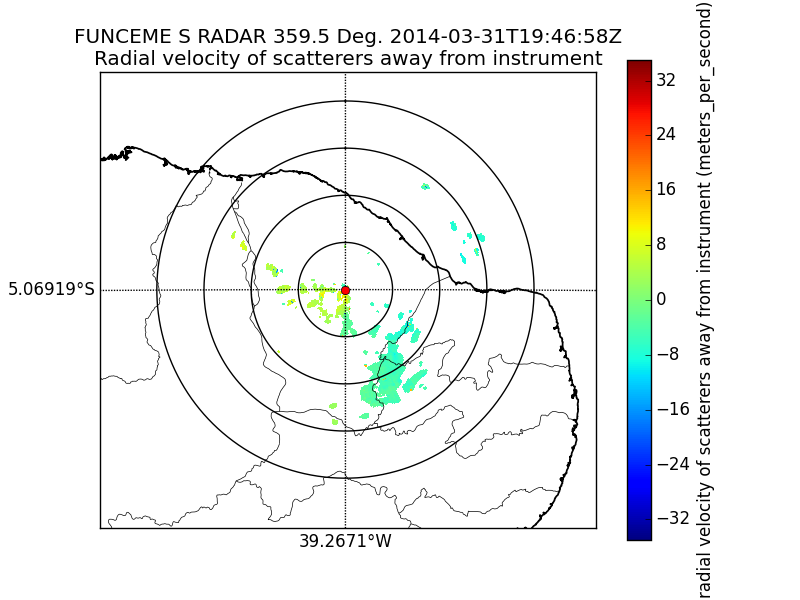 FUNCEME S RADAR 359.5 Deg. 2014-03-31T19:46:58Z
Radial velocity of scatterers away from instrument
5.06919°S
39.2671°W
32
24
16
8
0
−8
−16
−24
−32
radial velocity of scatterers away from instrument (meters_per_second)